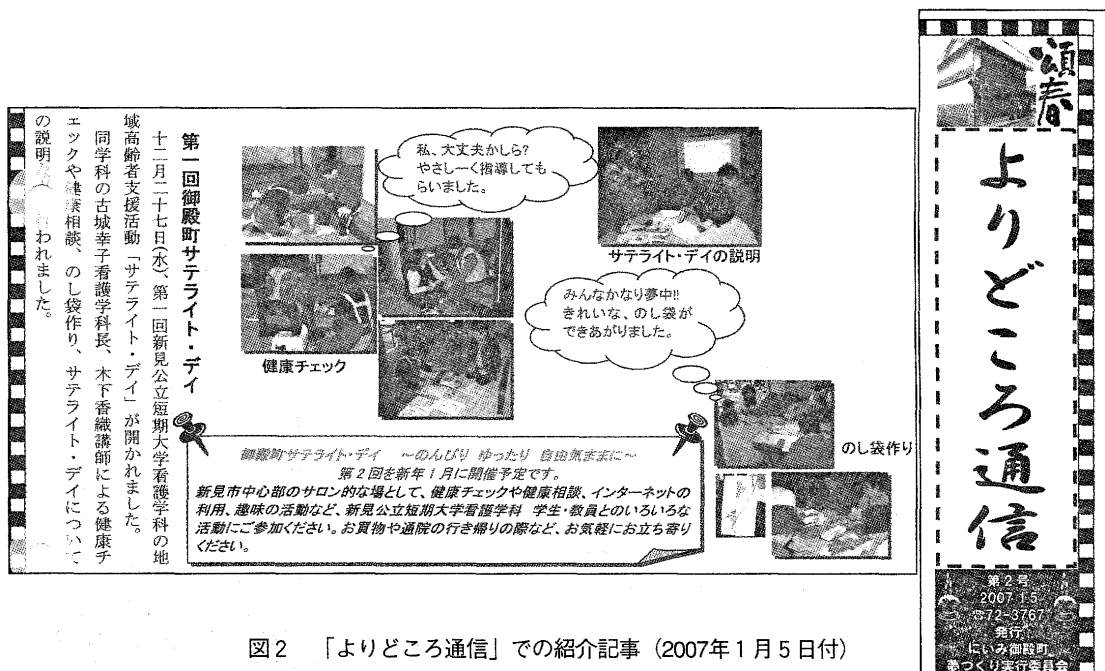 頌春
よりどころ通信
第2号
2007.1.5
☎72-3767
発行
にいみ御殿町
夢づくり実行委員会
第一回御殿町サテライト・デイ
十二月二十七日(水)、第一回新見公立短期大学看護学科の地
域高齢者支援活動「サテライト・デイ」が開かれました。
同学科の古城幸子看護学科長、木下香織講師による健康チ
ェックや健康相談、のし袋作り、サテライト・デイについて
の説明な われました。
私、大丈夫かしら?
やさしーく指導しても
らいました。
サテライト・デイの説明
健康チェック
みんなかなり夢中!!
きれいな、のし袋が
できあがりました。
のし袋作り
御殿町サテライト・デイ ~のんびり ゆったり 自由気ままに~
第2回を新年1月に開催予定です。
新見市中心部のサロン的な場として、健康チェックや健康相談、インターネットの
利用、趣味の活動など、新見公立短期大学看護学科 学生・教員とのいろいろな
活動にご参加ください。お買物や通院の行き帰りの際など、お気軽にお立ち寄り
ください。
図2 「よりどころ通信」での紹介記事(2007年1月5日付)